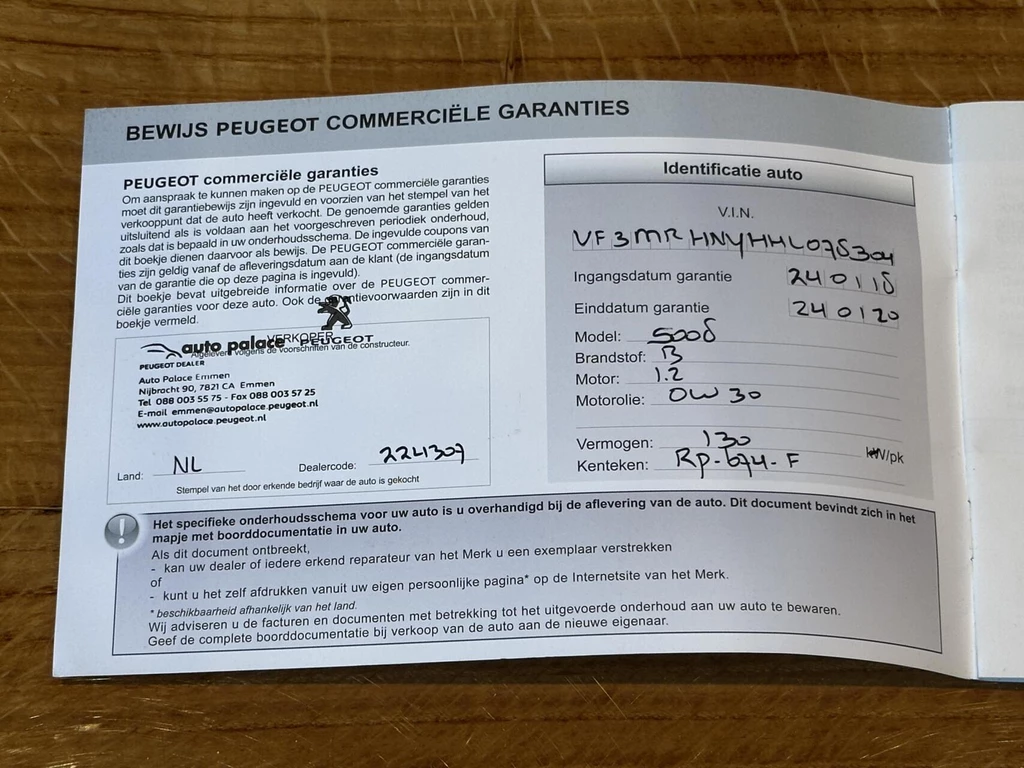 BEWIJS PEUGEOT COMMERCIËLE GARANTIES
PEUGEOT commerciële garanties
Om aanspraak te kunnen maken op de PEUGEOT commerciële garanties
moet dit garantiebewijs zijn ingevuld en voorzien van het stempel van het
verkooppunt dat de auto heeft verkocht. De genoemde garanties gelden
uitsluitend als is voldaan aan het voorgeschreven periodiek onderhoud,
zoals dat is bepaald in uw onderhoudsschema. De ingevulde coupons van
dit boekje dienen daarvoor als bewijs. De PEUGEOT commerciële garan-
ties zijn geldig vanaf de afleveringsdatum aan de klant (de ingangsdatum
van de garantie die op deze pagina is ingevuld).
Dit boekje bevat uitgebreide informatie over de PEUGEOT commer-
ciële garanties voor deze auto. Ook de garantievoorwaarden zijn in dit
boekje vermeld.
VERKOPER
auto palace PEUGEOT
Afgeleverd volgens de voorschriften van de constructeur.
PEUGEOT DEALER
Auto Palace Emmen
Nijbracht 90, 7821 CA Emmen
Tel 088 003 55 75 - Fax 088 003 57 25
E-mail emmen@autopalace.peugeot.nl
www.autopalace.peugeot.nl
Land: NL Dealercode: 224307
Stempel van het door erkende bedrijf waar de auto is gekocht
Identificatie auto
V.I.N.
VF3MRHNYHHL078304
Ingangsdatum garantie 240118
Einddatum garantie 240120
Model: 5008
Brandstof: B
Motor: 1.2
Motorolie: 0W30
Vermogen: 130 kW/pk
Kenteken: RP-674-F
Het specifieke onderhoudsschema voor uw auto is u overhandigd bij de aflevering van de auto. Dit document bevindt zich in het
mapje met boorddocumentatie in uw auto.
Als dit document ontbreekt,
- kan uw dealer of iedere erkend reparateur van het Merk u een exemplaar verstrekken
of
- kunt u het zelf afdrukken vanuit uw eigen persoonlijke pagina* op de Internetsite van het Merk.
* beschikbaarheid afhankelijk van het land.
Wij adviseren u de facturen en documenten met betrekking tot het uitgevoerde onderhoud aan uw auto te bewaren.
Geef de complete boorddocumentatie bij verkoop van de auto aan de nieuwe eigenaar.